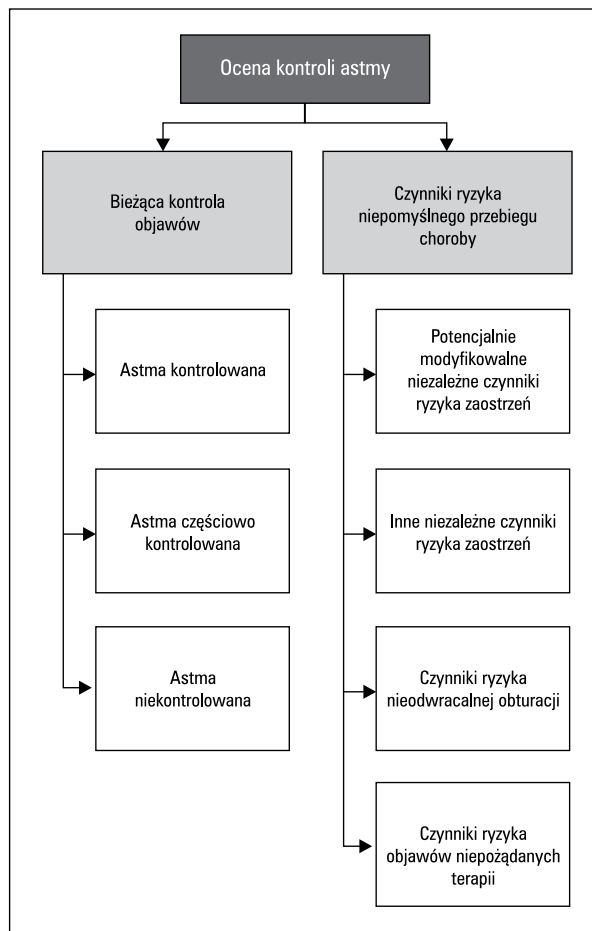 Ocena kontroli astmy
Bieżąca kontrola
objawów
Astma kontrolowana
Astma częściowo
kontrolowana
Astma
niekontrolowana
Czynniki ryzyka
niepomyślnego przebiegu
choroby
Potencjalnie
modyfikowalne
niezależne czynniki
ryzyka zaostrzeń
Inne niezależne czynniki
ryzyka zaostrzeń
Czynniki ryzyka
nieodwracalnej obturacji
Czynniki ryzyka
objawów niepożądanych
terapii